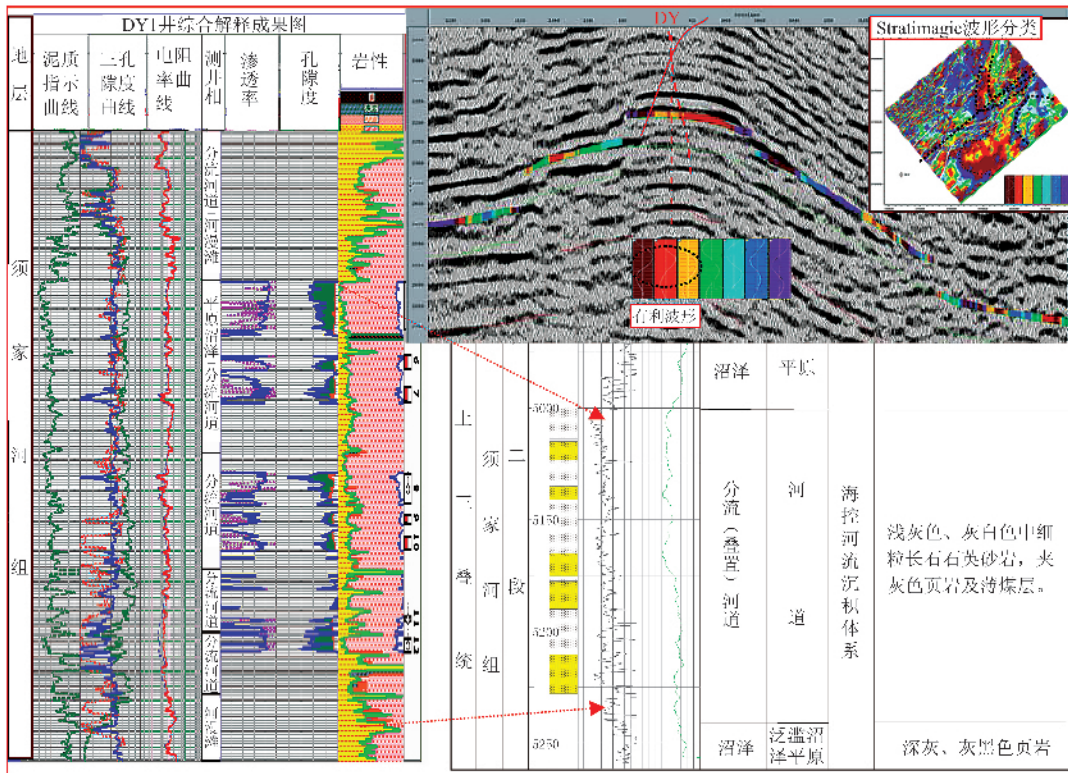 DY1井综合解释成果图
地层
泥质指示曲线
三孔隙度曲线
电阻率曲线
测井相
渗透率
孔隙度
岩性
须家河组
分流河道–河漫滩
平原沼泽–分流河道
分流河道
分流河道
分流河道
河漫滩
6
7
8
9
10
DY
Stratimagic波形分类
有利波形
上三叠统
须家河组
二段
5000
5150
5200
5250
沼泽
平原
分流（叠置）河道
河道
海控河流沉积体系
浅灰色、灰白色中细
粒长石石英砂岩，夹
灰色页岩及薄煤层。
沼泽
泛滥沼
泽平原
深灰、灰黑色页岩